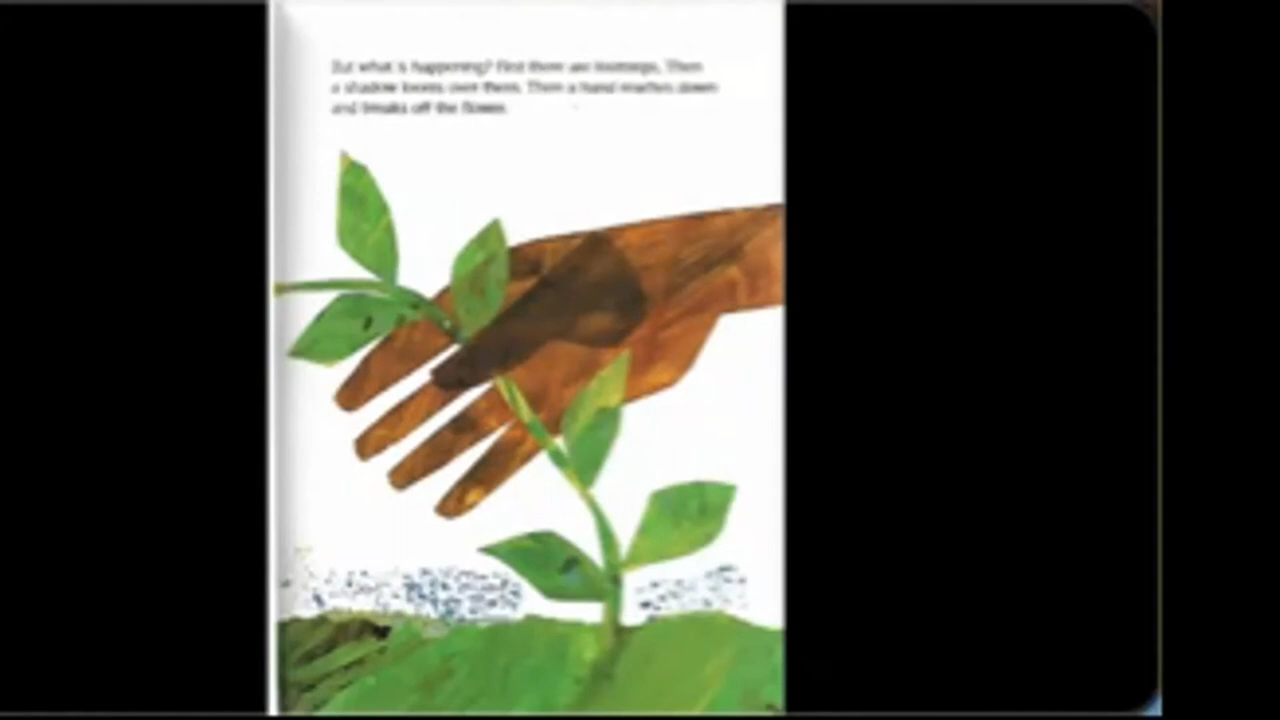 But what is happening? First there are footsteps. Then
a shadow looms over them. Then a hand reaches down
and breaks off the flower.